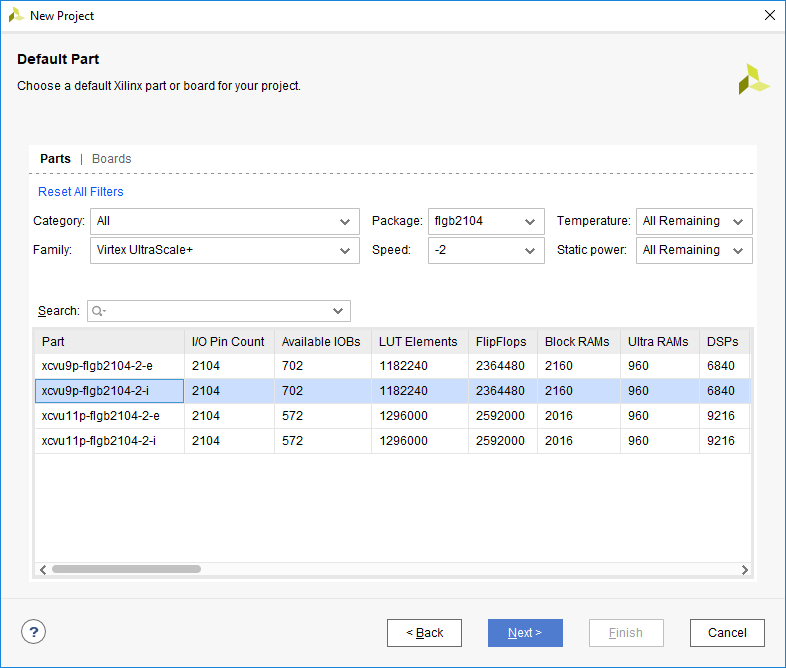 New Project
Default Part
Choose a default Xilinx part or board for your project.
Parts | Boards
Reset All Filters
Category: All Package: flgb2104 Temperature: All Remaining
Family: Virtex UltraScale+ Speed: -2 Static power: All Remaining
Search:
Part I/O Pin Count Available IOBs LUT Elements FlipFlops Block RAMs Ultra RAMs DSPs
xcvu9p-flgb2104-2-e 2104 702 1182240 2364480 2160 960 6840
xcvu9p-flgb2104-2-i 2104 702 1182240 2364480 2160 960 6840
xcvu11p-flgb2104-2-e 2104 572 1296000 2592000 2016 960 9216
xcvu11p-flgb2104-2-i 2104 572 1296000 2592000 2016 960 9216
? < Back Next > Finish Cancel